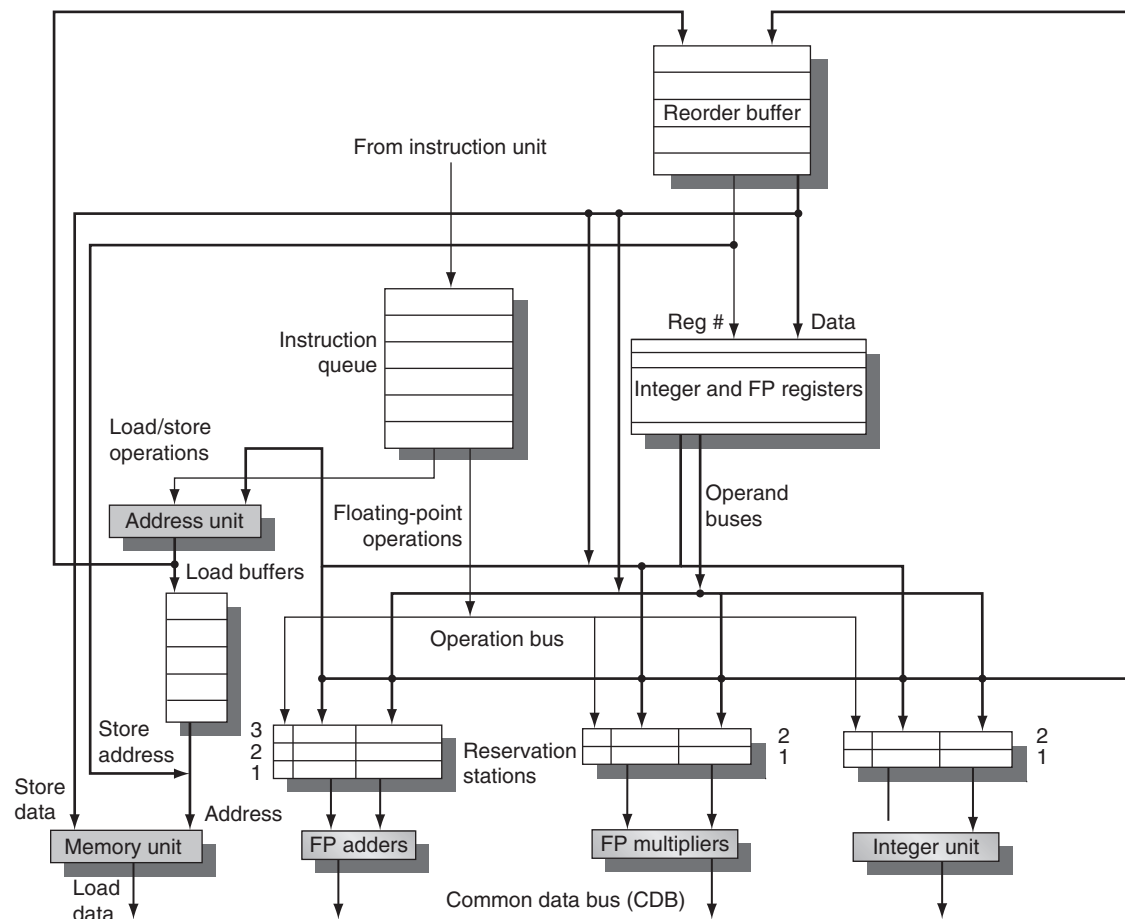 Reorder buffer
From instruction unit
Reg #
Data
Instruction
queue
Integer and FP registers
Load/store
operations
Operand
buses
Address unit
Floating-point
operations
Load buffers
Operation bus
Store
address
3
2
1
Reservation
stations
2
1
2
1
Store
data
Address
Memory unit
FP adders
FP multipliers
Integer unit
Load
data
Common data bus (CDB)